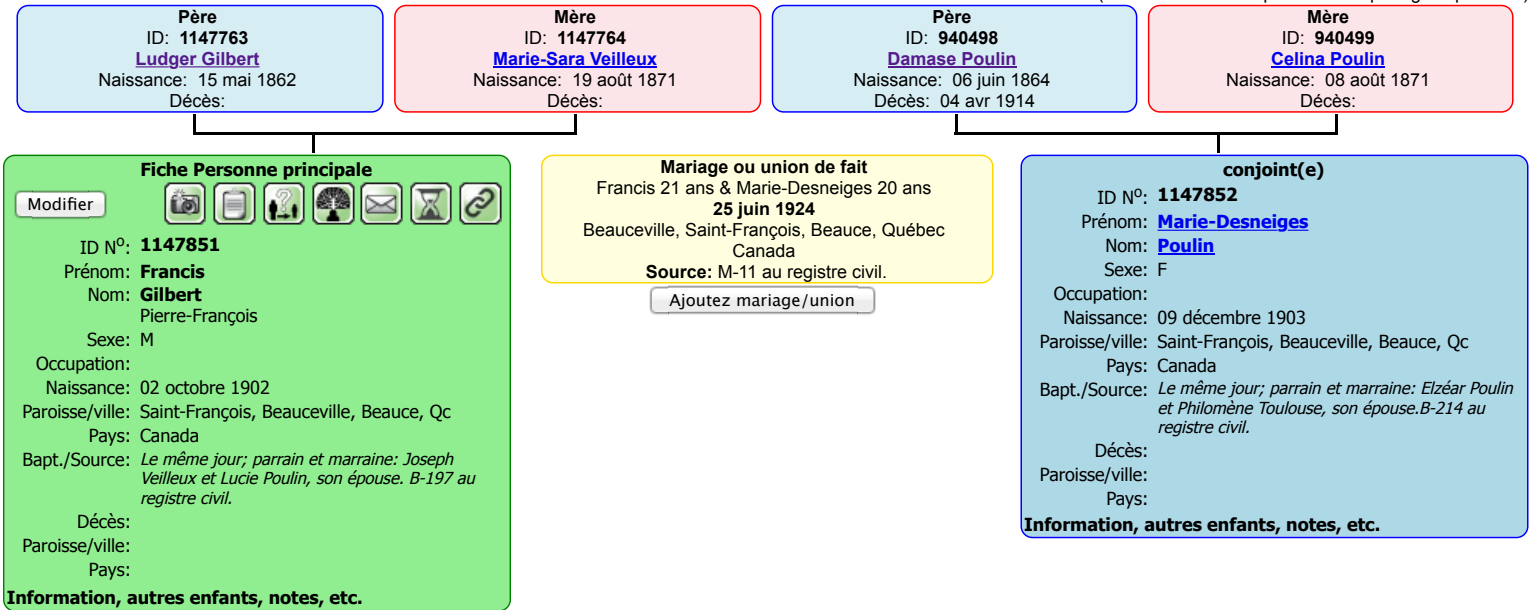 Père
ID: 1147763
Ludger Gilbert
Naissance: 15 mai 1862
Décès:
Mère
ID: 1147764
Marie-Sara Veilleux
Naissance: 19 août 1871
Décès:
Père
ID: 940498
Damase Poulin
Naissance: 06 juin 1864
Décès: 04 avr 1914
Mère
ID: 940499
Celina Poulin
Naissance: 08 août 1871
Décès:
Fiche Personne principale
Modifier
ID Nº: 1147851
Prénom: Francis
Nom: Gilbert
Pierre-François
Sexe: M
Occupation:
Naissance: 02 octobre 1902
Paroisse/ville: Saint-François, Beauceville, Beauce, Qc
Pays: Canada
Bapt./Source: Le même jour; parrain et marraine: Joseph
Veilleux et Lucie Poulin, son épouse. B-197 au
registre civil.
Décès:
Paroisse/ville:
Pays:
Information, autres enfants, notes, etc.
Mariage ou union de fait
Francis 21 ans & Marie-Desneiges 20 ans
25 juin 1924
Beauceville, Saint-François, Beauce, Québec
Canada
Source: M-11 au registre civil.
Ajoutez mariage/union
conjoint(e)
ID Nº: 1147852
Prénom: Marie-Desneiges
Nom: Poulin
Sexe: F
Occupation:
Naissance: 09 décembre 1903
Paroisse/ville: Saint-François, Beauceville, Beauce, Qc
Pays: Canada
Bapt./Source: Le même jour; parrain et marraine: Elzéar Poulin
et Philomène Toulouse, son épouse.B-214 au
registre civil.
Décès:
Paroisse/ville:
Pays:
Information, autres enfants, notes, etc.